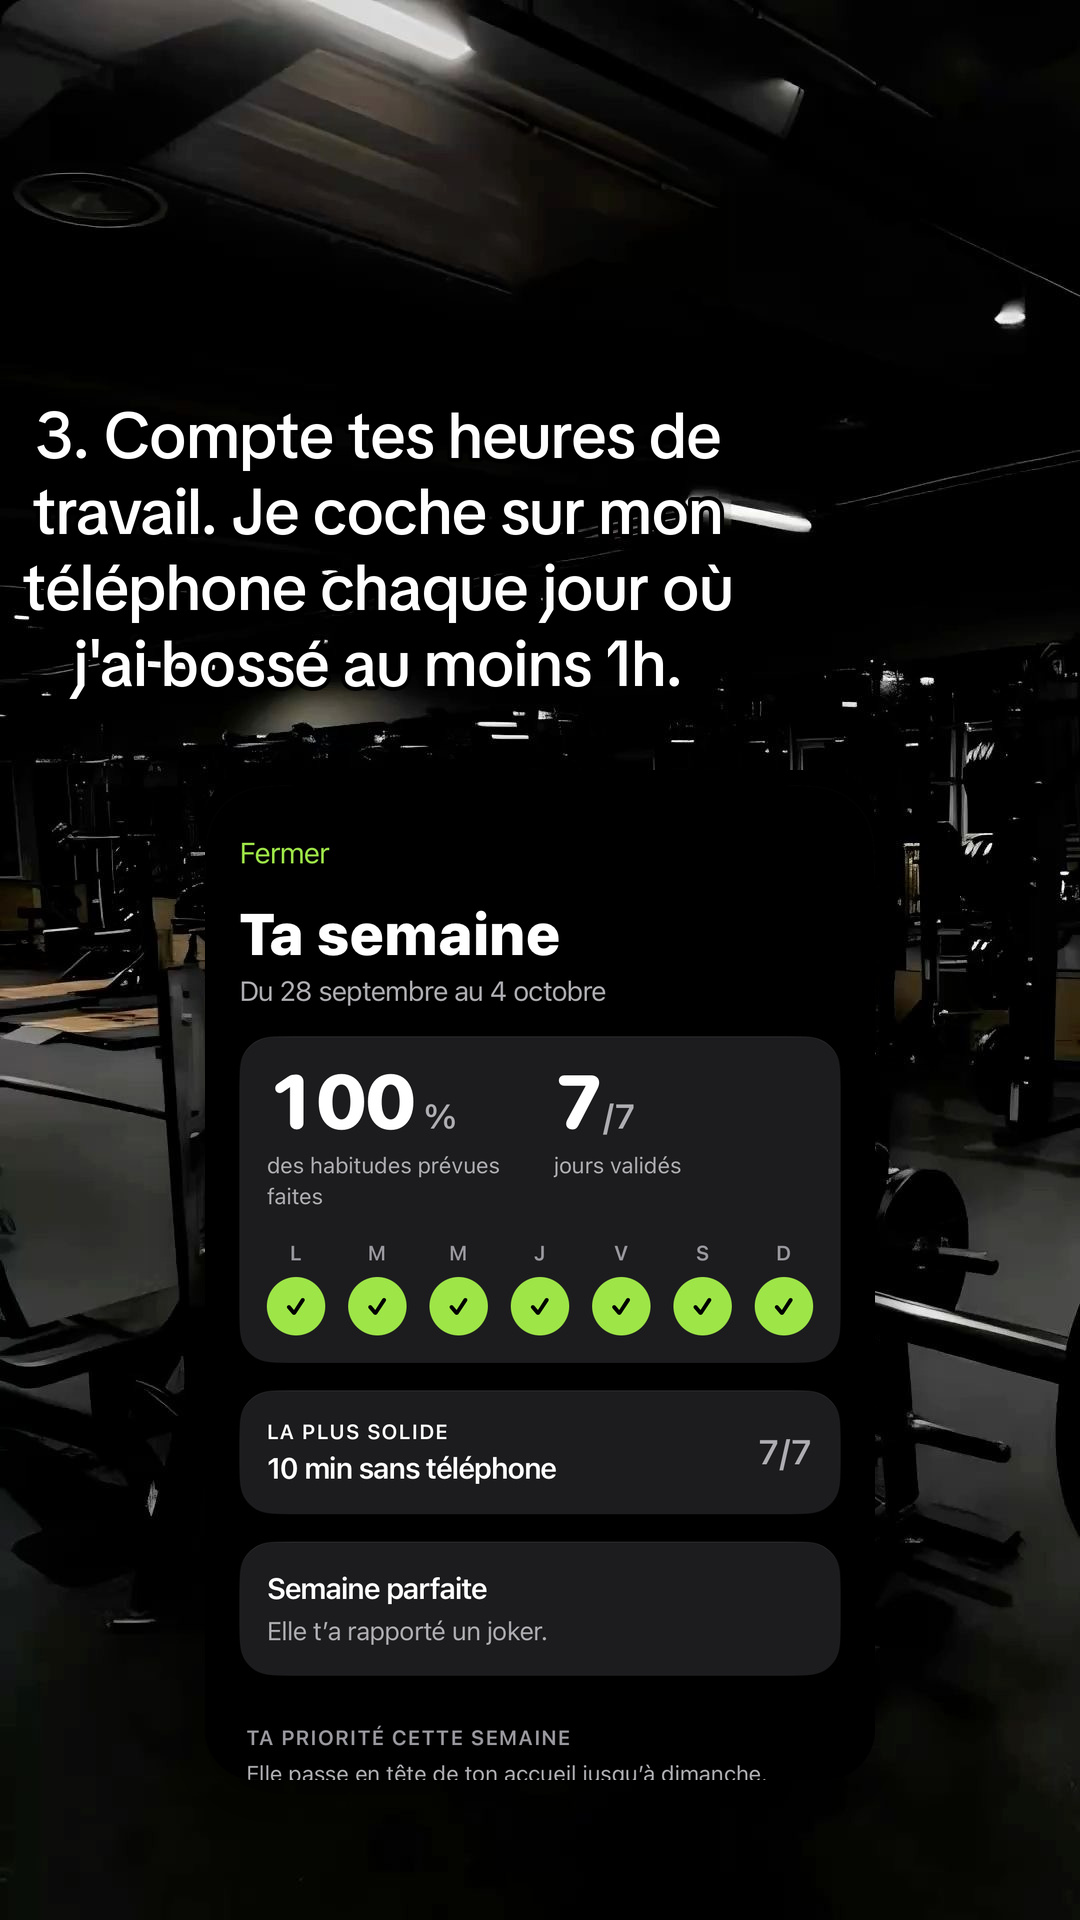 3. Compte tes heures de
travail. Je coche sur mon
téléphone chaque jour où
j'ai bossé au moins 1h.
Fermer
Ta semaine
Du 28 septembre au 4 octobre
100 %
des habitudes prévues
faites
7/7
jours validés
L M M J V S D
LA PLUS SOLIDE
10 min sans téléphone
7/7
Semaine parfaite
Elle t’a rapporté un joker.
TA PRIORITÉ CETTE SEMAINE
Elle passe en tête de ton accueil jusqu’à dimanche.